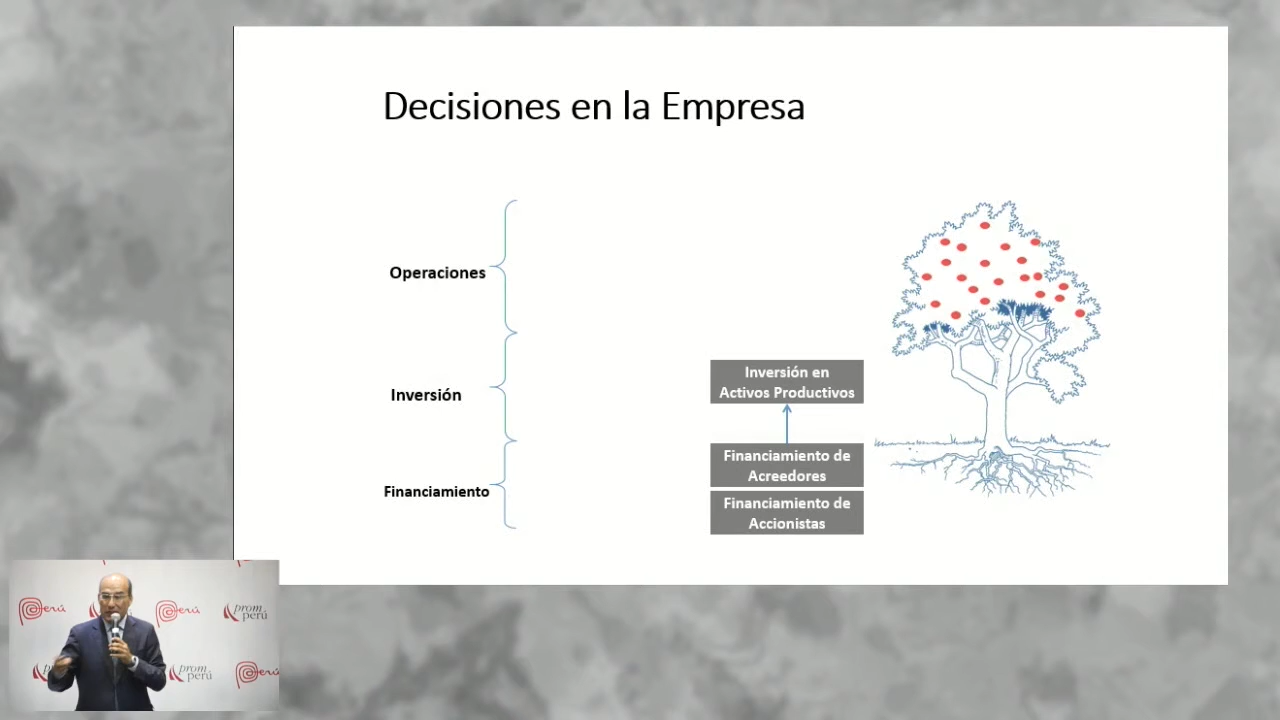 Decisiones en la Empresa
Operaciones
Inversión
Financiamiento
Inversión en
Activos Productivos
Financiamiento de
Acreedores
Financiamiento de
Accionistas
Perú
Perú
prom
perú
prom
perú
Perú